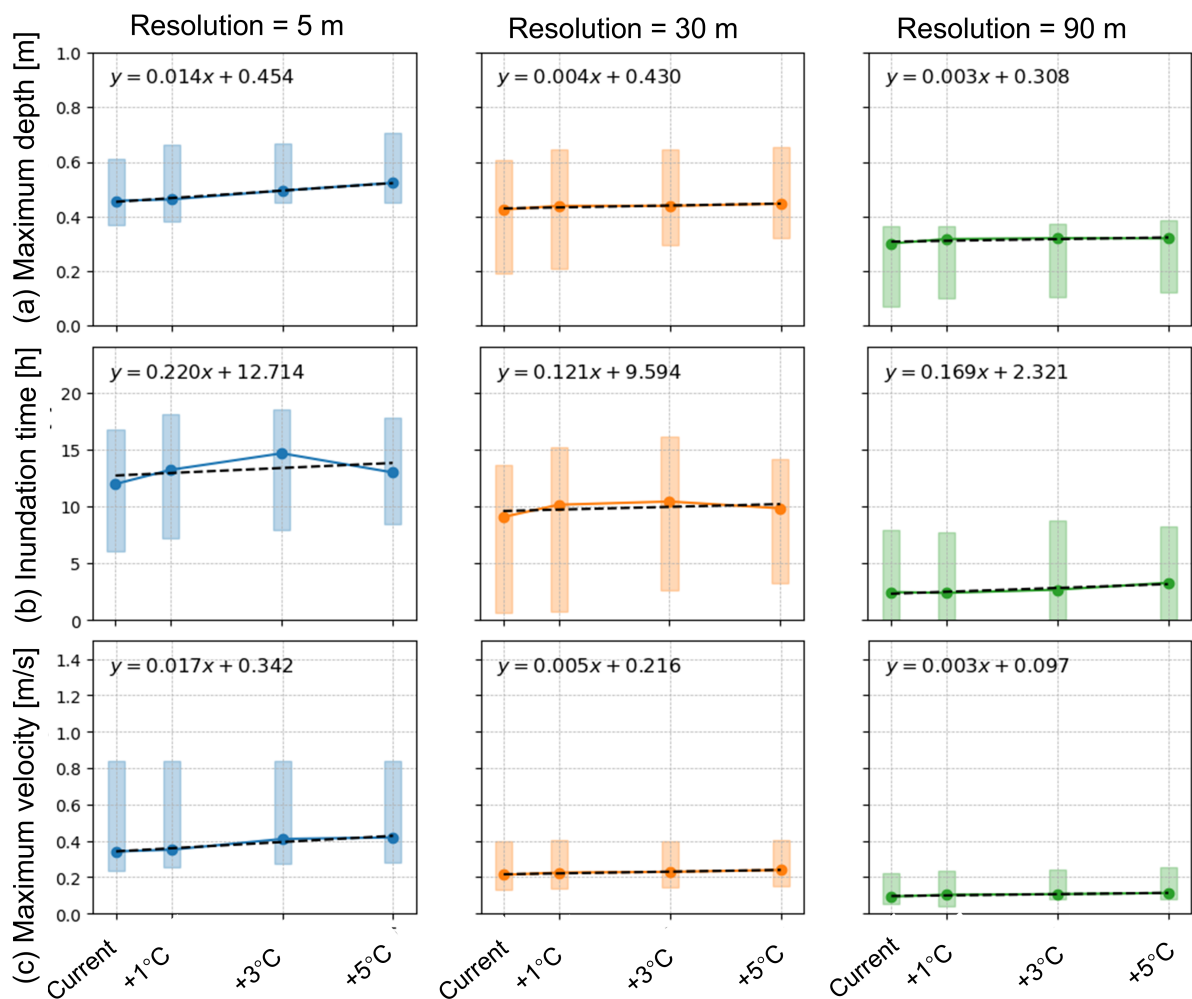 Resolution = 5 m
Resolution = 30 m
Resolution = 90 m
(a) Maximum depth [m]
1.0
0.8
0.6
0.4
0.2
0.0
y = 0.014x + 0.454
y = 0.004x + 0.430
y = 0.003x + 0.308
(b) Inundation time [h]
20
15
10
5
0
y = 0.220x + 12.714
y = 0.121x + 9.594
y = 0.169x + 2.321
(c) Maximum velocity [m/s]
1.4
1.2
1.0
0.8
0.6
0.4
0.2
0.0
y = 0.017x + 0.342
y = 0.005x + 0.216
y = 0.003x + 0.097
Current
+1°C
+3°C
+5°C
Current
+1°C
+3°C
+5°C
Current
+1°C
+3°C
+5°C